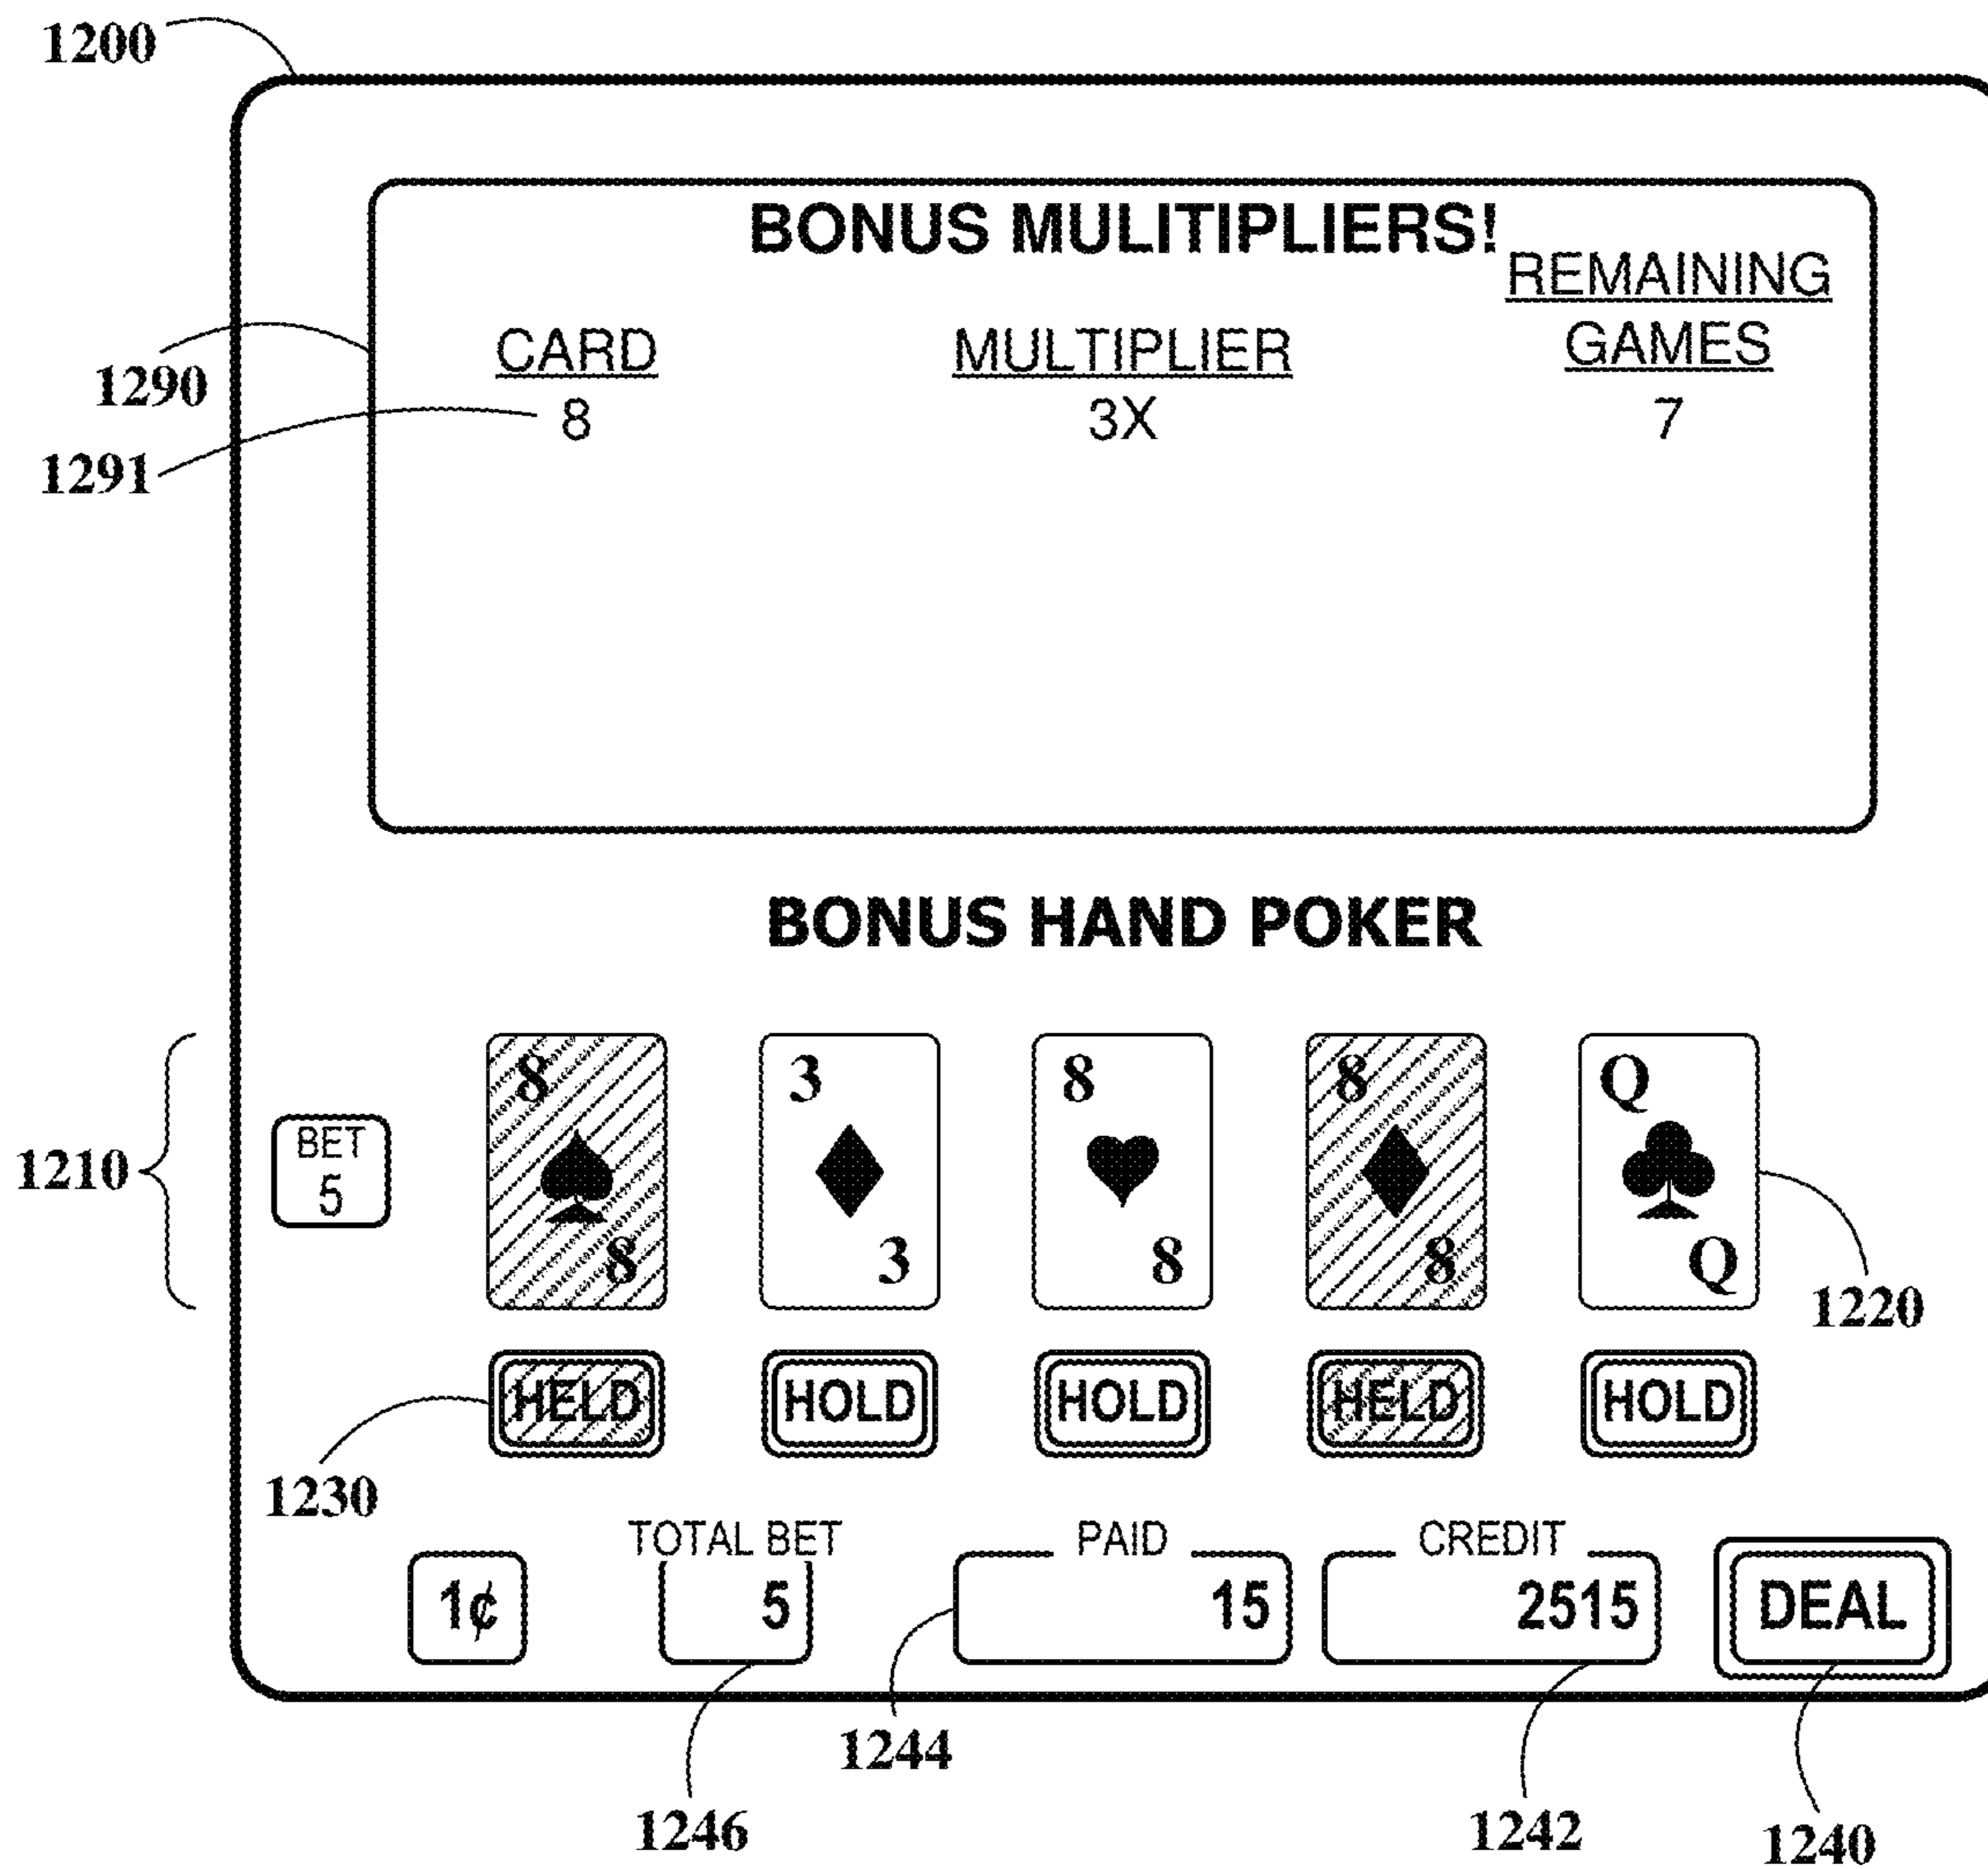 1200
BONUS MULITIPLIERS!
REMAINING
CARD MULTIPLIER GAMES
1290
8 3X 7
1291
BONUS HAND POKER
8 3 8 8 Q
BET
1210
5
8 3 8 8 Q
1220
HELD HOLD HOLD HELD HOLD
1230
TOTAL BET PAID CREDIT
1¢ 5 15 2515 DEAL
1244
1246 1242 1240